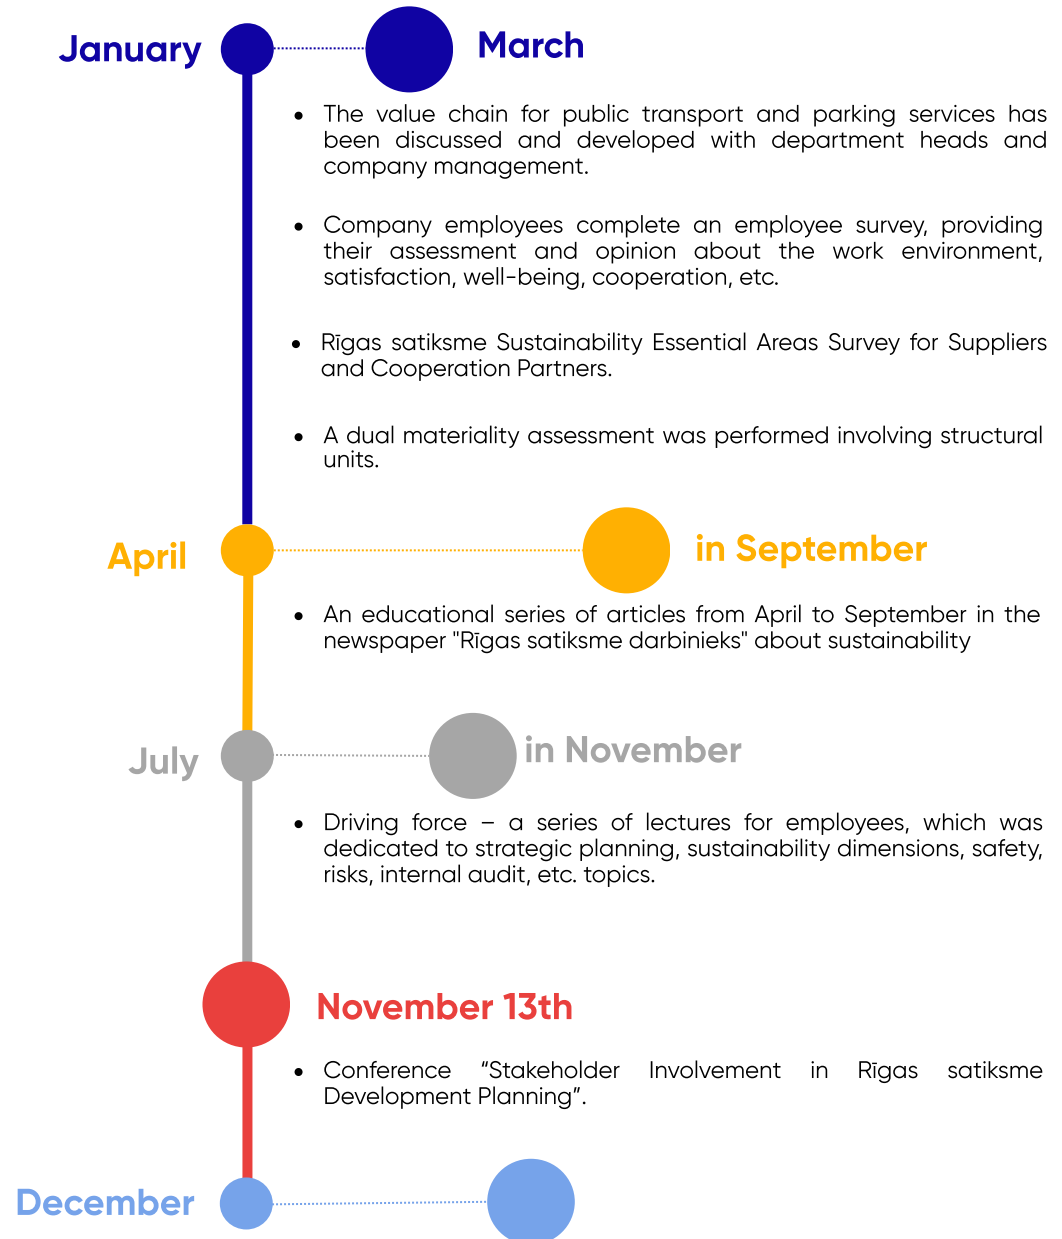 January
March
• The value chain for public transport and parking services has
been discussed and developed with department heads and
company management.
• Company employees complete an employee survey, providing
their assessment and opinion about the work environment,
satisfaction, well-being, cooperation, etc.
• Rīgas satiksme Sustainability Essential Areas Survey for Suppliers
and Cooperation Partners.
• A dual materiality assessment was performed involving structural
units.
April
in September
• An educational series of articles from April to September in the
newspaper "Rīgas satiksme darbinieks" about sustainability
July
in November
• Driving force – a series of lectures for employees, which was
dedicated to strategic planning, sustainability dimensions, safety,
risks, internal audit, etc. topics.
November 13th
• Conference “Stakeholder Involvement in Rīgas satiksme
Development Planning”.
December